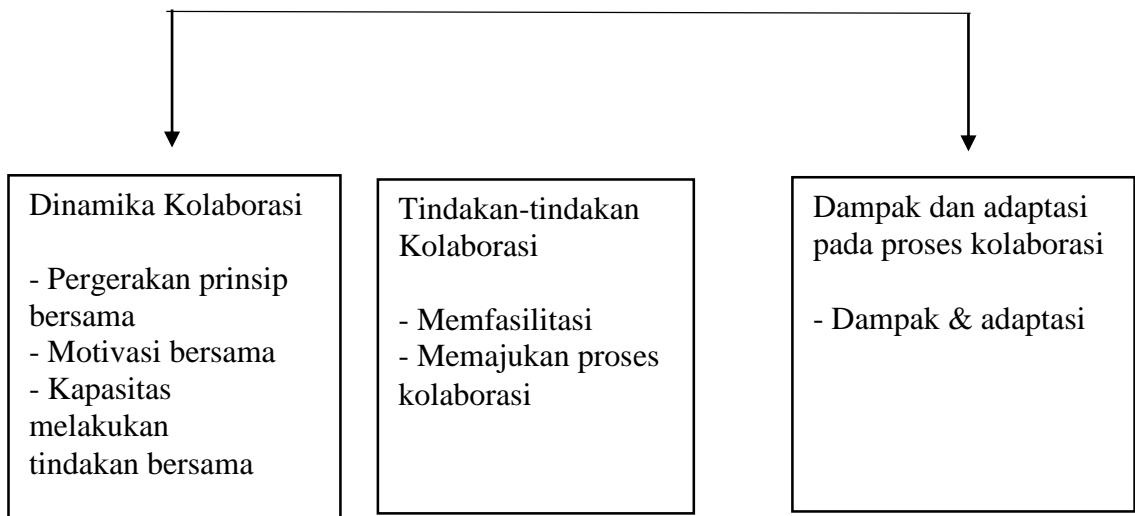 Dinamika Kolaborasi
- Pergerakan prinsip
bersama
- Motivasi bersama
- Kapasitas
melakukan
tindakan bersama
Tindakan-tindakan
Kolaborasi
- Memfasilitasi
- Memajukan proses
kolaborasi
Dampak dan adaptasi
pada proses kolaborasi
- Dampak & adaptasi